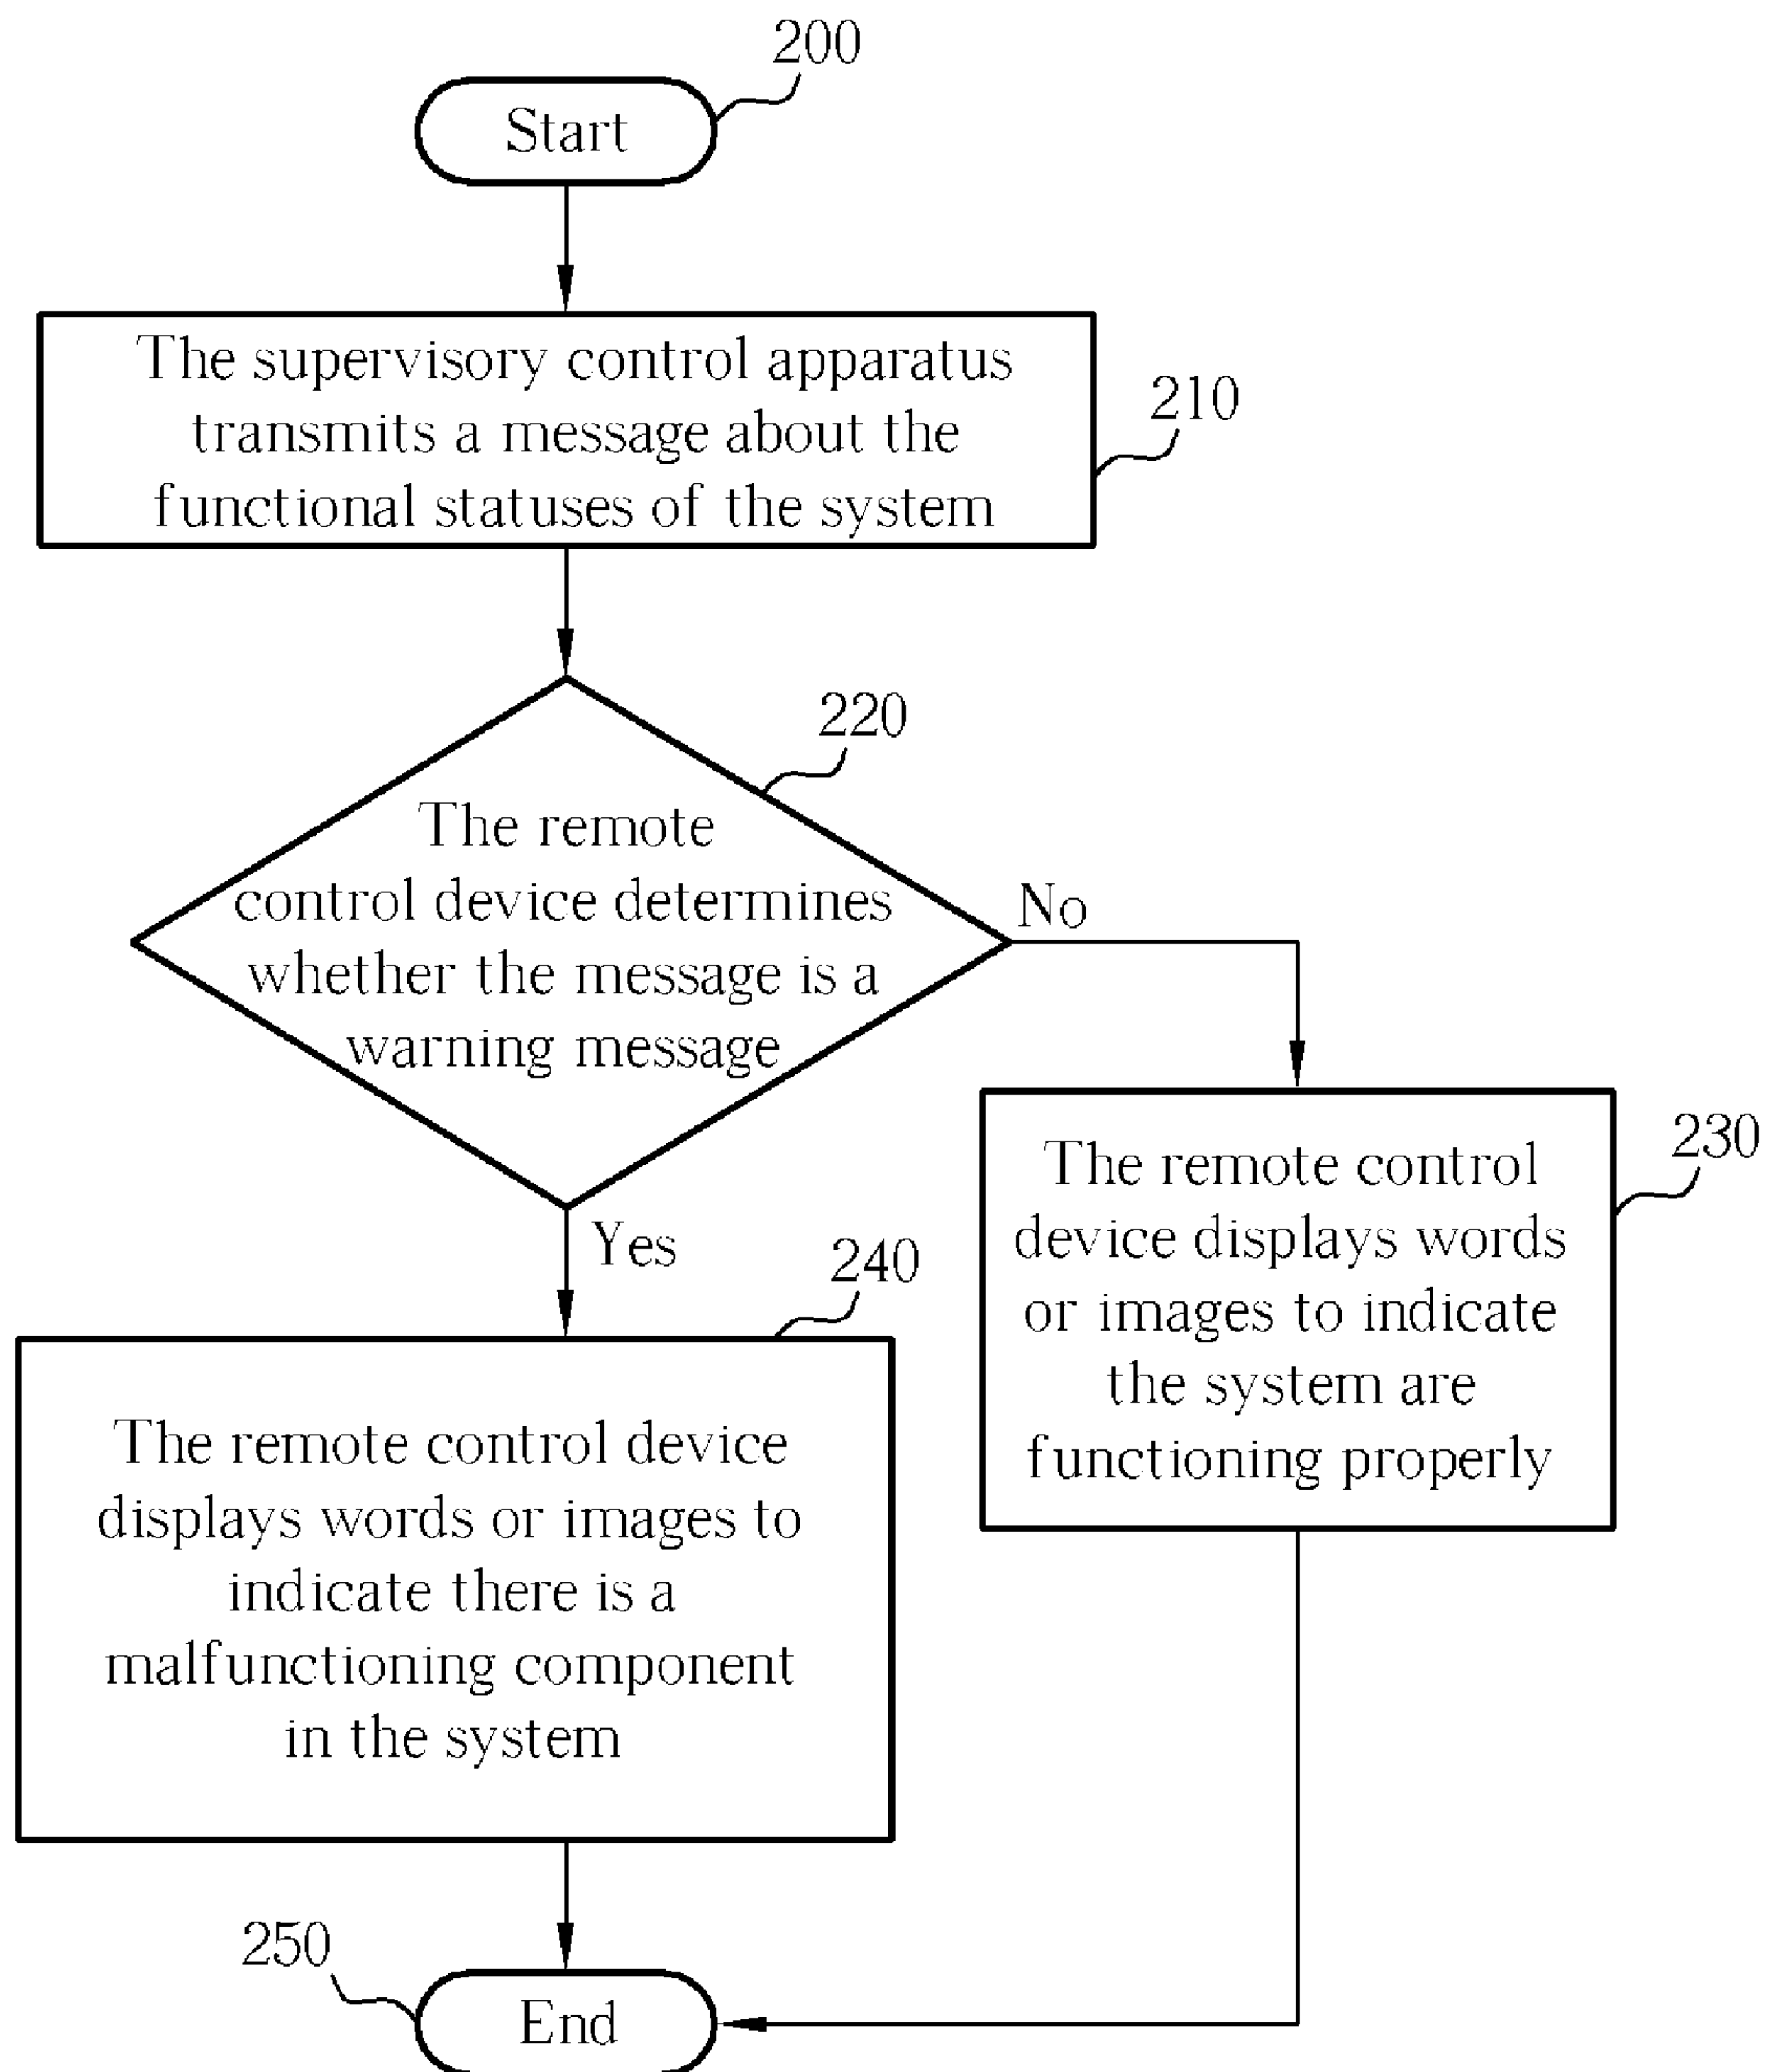 200
Start
The supervisory control apparatus
transmits a message about the
functional statuses of the system
210
220
The remote
control device determines
whether the message is a
warning message
No
Yes
230
The remote control
device displays words
or images to indicate
the system are
functioning properly
240
The remote control device
displays words or images to
indicate there is a
malfunctioning component
in the system
250
End